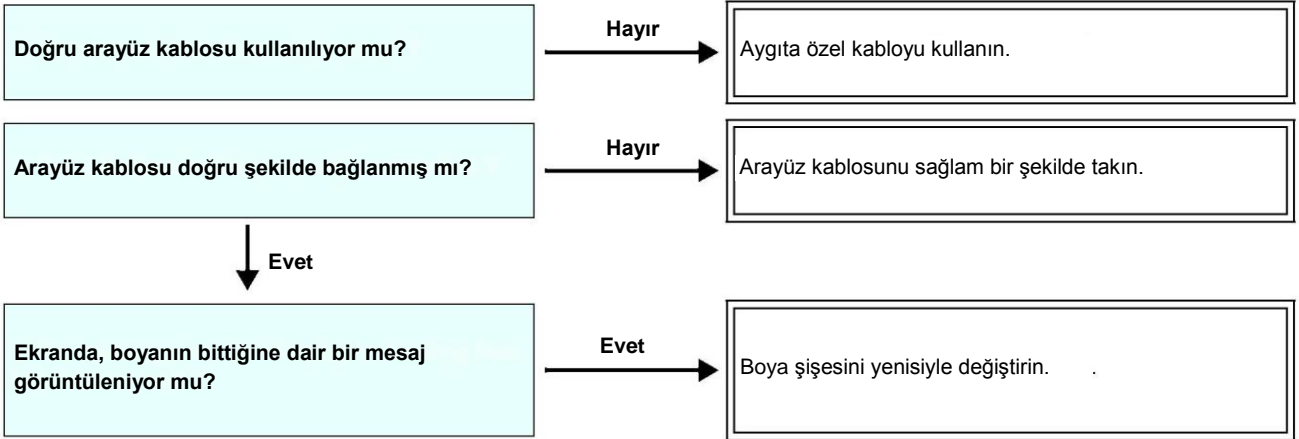 Doğru arayüz kablosu kullanılıyor mu?
Hayır
Aygıta özel kabloyu kullanın.
Arayüz kablosu doğru şekilde bağlanmış mı?
Hayır
Arayüz kablosunu sağlam bir şekilde takın.
Evet
Ekranda, boyanın bittiğine dair bir mesaj
görüntüleniyor mu?
Evet
Boya şişesini yenisiyle değiştirin. .